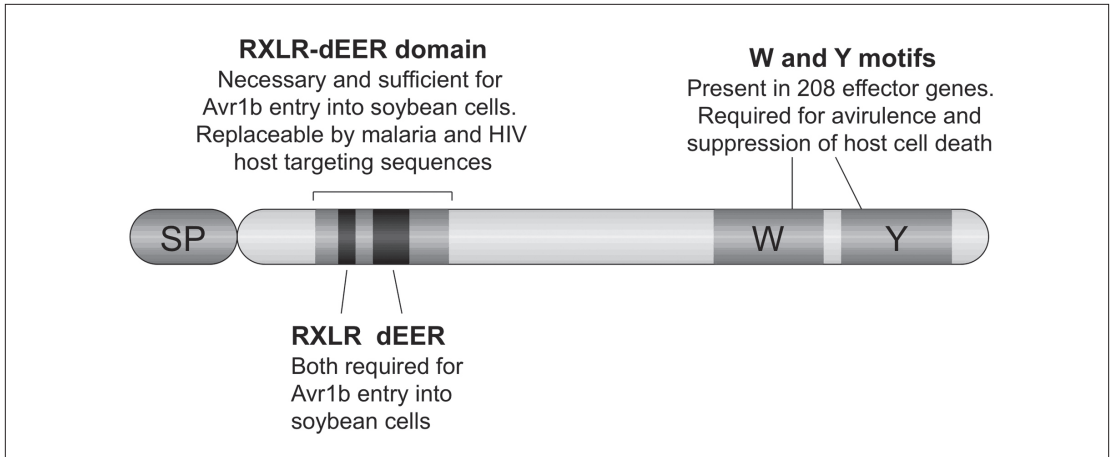 RXLR-dEER domain
Necessary and sufficient for
Avr1b entry into soybean cells.
Replaceable by malaria and HIV
host targeting sequences
W and Y motifs
Present in 208 effector genes.
Required for avirulence and
suppression of host cell death
SP
W
Y
RXLR dEER
Both required for
Avr1b entry into
soybean cells